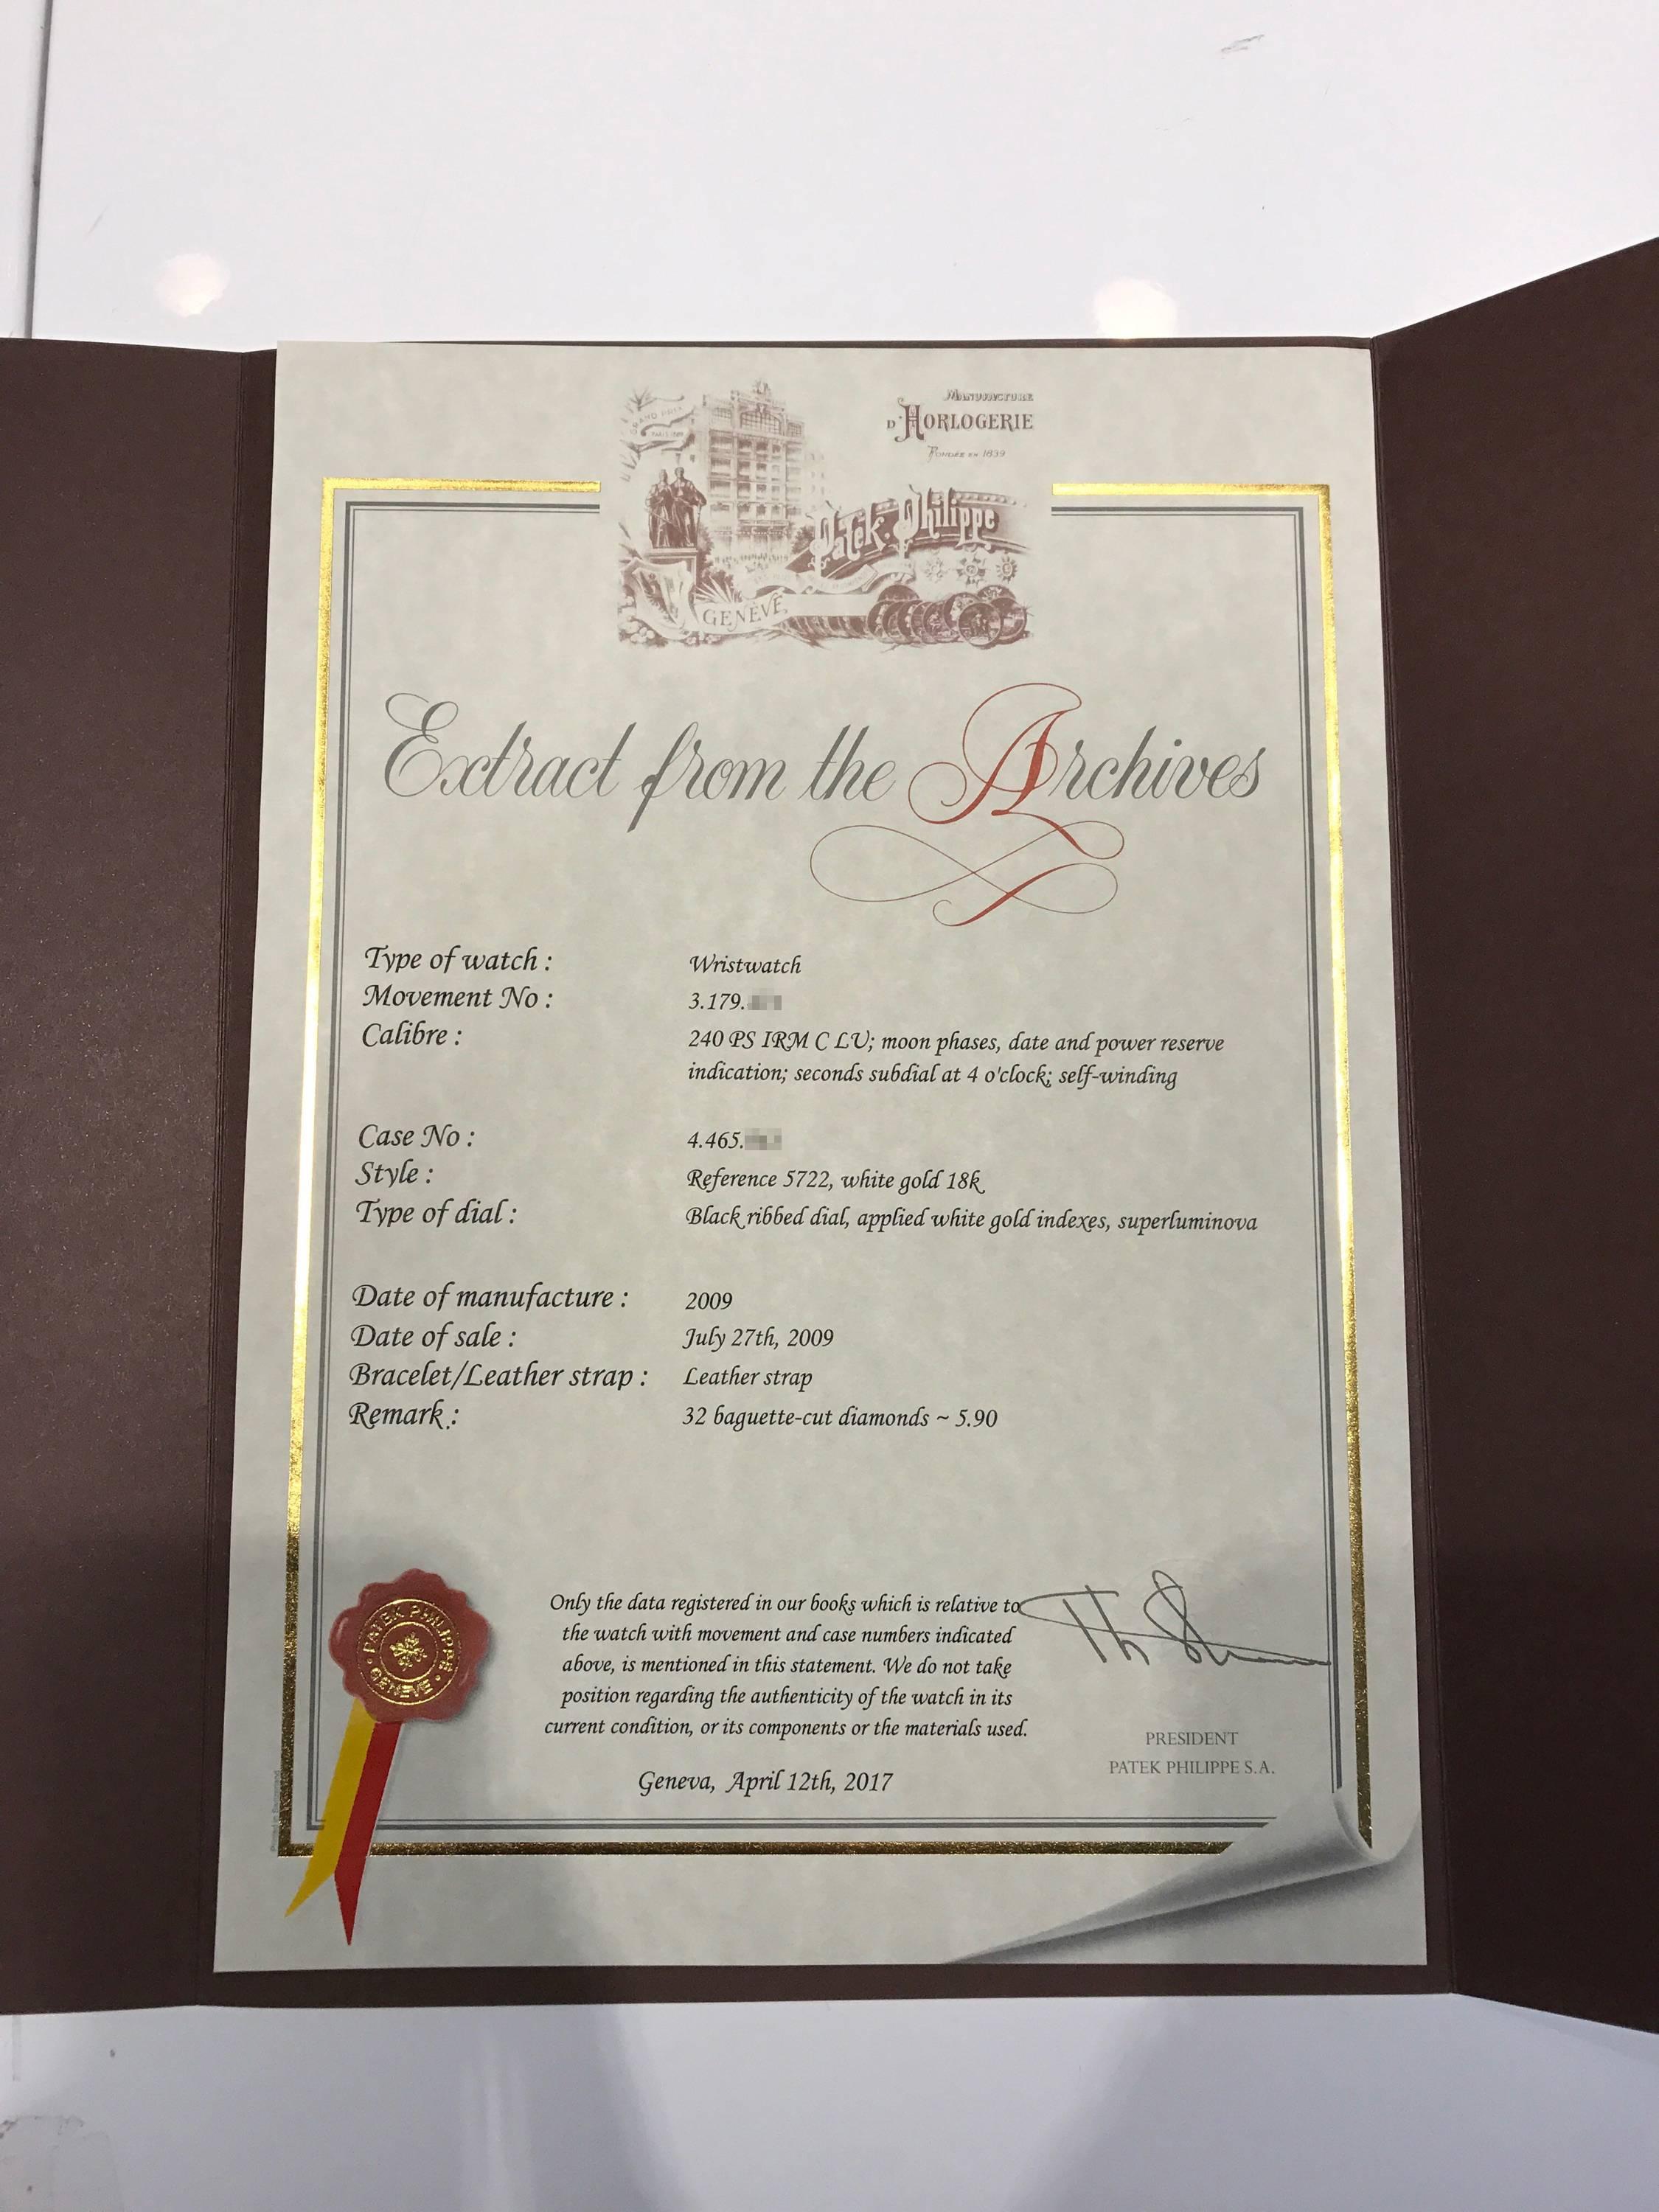 GRAND PRIX
MANUFACTURE
D'HORLOGERIE
FONDÉE EN 1839
Patek Philippe
GENÈVE
Extract from the Archives
Type of watch : Wristwatch
Movement No : 3.179.
Calibre : 240 PS IRM C LU; moon phases, date and power reserve
indication; seconds subdial at 4 o'clock; self-winding
Case No : 4.465.
Style : Reference 5722, white gold 18k
Type of dial : Black ribbed dial, applied white gold indexes, superluminova
Date of manufacture : 2009
Date of sale : July 27th, 2009
Bracelet/Leather strap : Leather strap
Remark : 32 baguette-cut diamonds ~ 5.90
Only the data registered in our books which is relative to
the watch with movement and case numbers indicated
above, is mentioned in this statement. We do not take
position regarding the authenticity of the watch in its
current condition, or its components or the materials used.
Geneva, April 12th, 2017
PRESIDENT
PATEK PHILIPPE S.A.
PATEK PHILIPPE
GENEVE